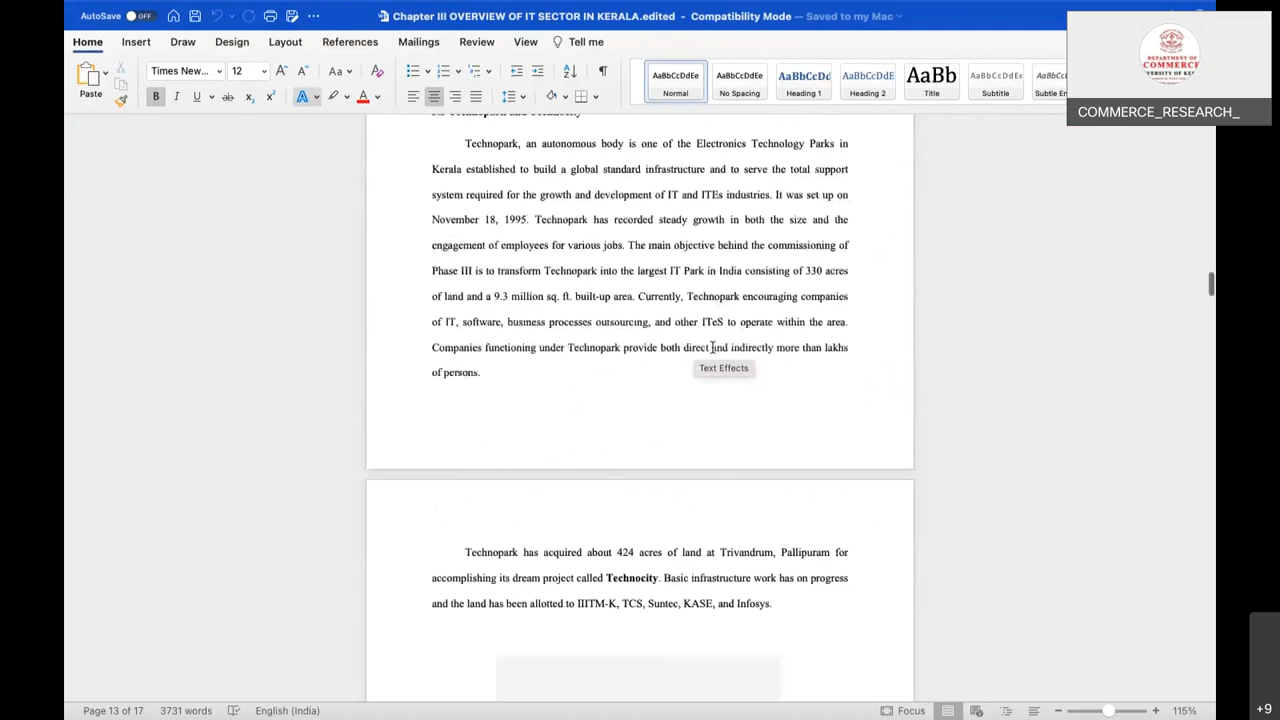 AutoSave OFF
Chapter III OVERVIEW OF IT SECTOR IN KERALA.edited - Compatibility Mode — Saved to my Mac
Home Insert Draw Design Layout References Mailings Review View Tell me
Paste
Times New... 12
AaBbCcDdEe Normal
AaBbCcDdEe No Spacing
AaBbCcDd Heading 1
AaBbCcDdE Heading 2
AaBb Title
AaBbCcDdEe Subtitle
Subtle Em
DEPARTMENT OF
COMMERCE
COMMERCE_RESEARCH_
Technopark, an autonomous body is one of the Electronics Technology Parks in
Kerala established to build a global standard infrastructure and to serve the total support
system required for the growth and development of IT and ITEs industries. It was set up on
November 18, 1995. Technopark has recorded steady growth in both the size and the
engagement of employees for various jobs. The main objective behind the commissioning of
Phase III is to transform Technopark into the largest IT Park in India consisting of 330 acres
of land and a 9.3 million sq. ft. built-up area. Currently, Technopark encouraging companies
of IT, software, business processes outsourcing, and other ITeS to operate within the area.
Companies functioning under Technopark provide both direct and indirectly more than lakhs
of persons.
Text Effects
Technopark has acquired about 424 acres of land at Trivandrum, Pallipuram for
accomplishing its dream project called Technocity. Basic infrastructure work has on progress
and the land has been allotted to IIITM-K, TCS, Suntec, KASE, and Infosys.
Page 13 of 17 3731 words English (India) Focus 115%
+9